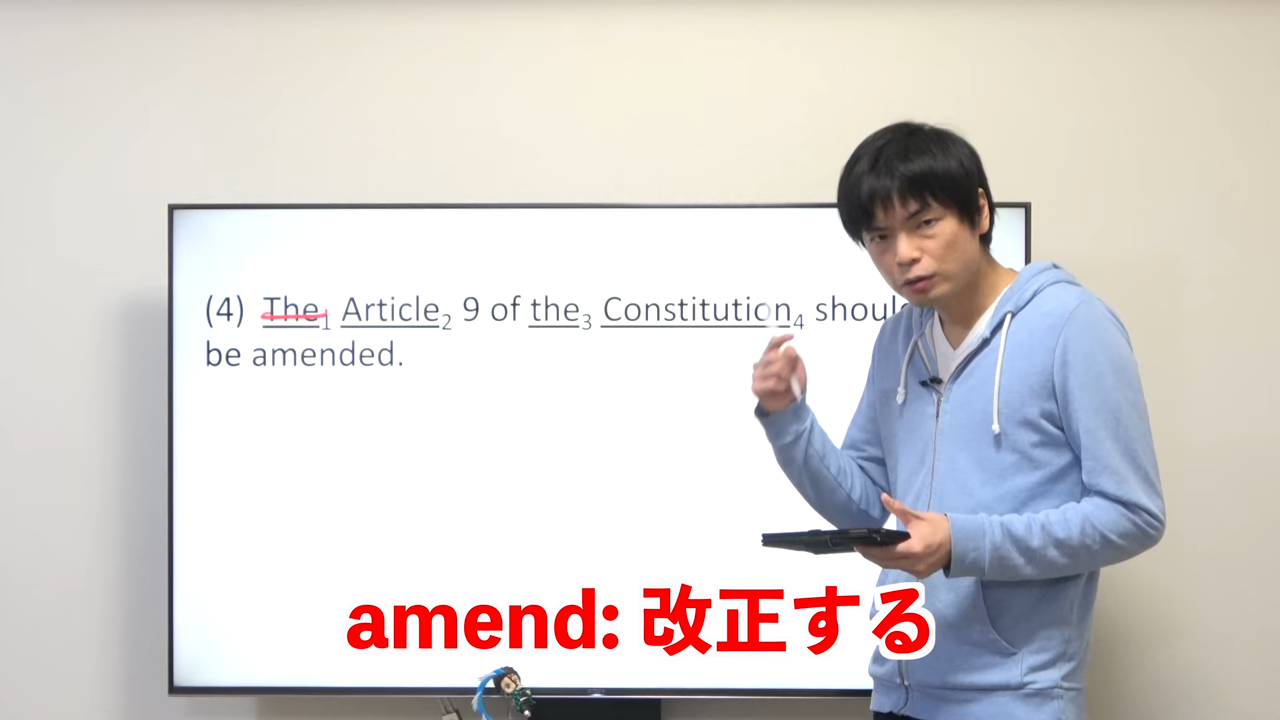 (4) The₁ Article₂ 9 of the₃ Constitution₄ shoul
be amended.
amend: 改正する